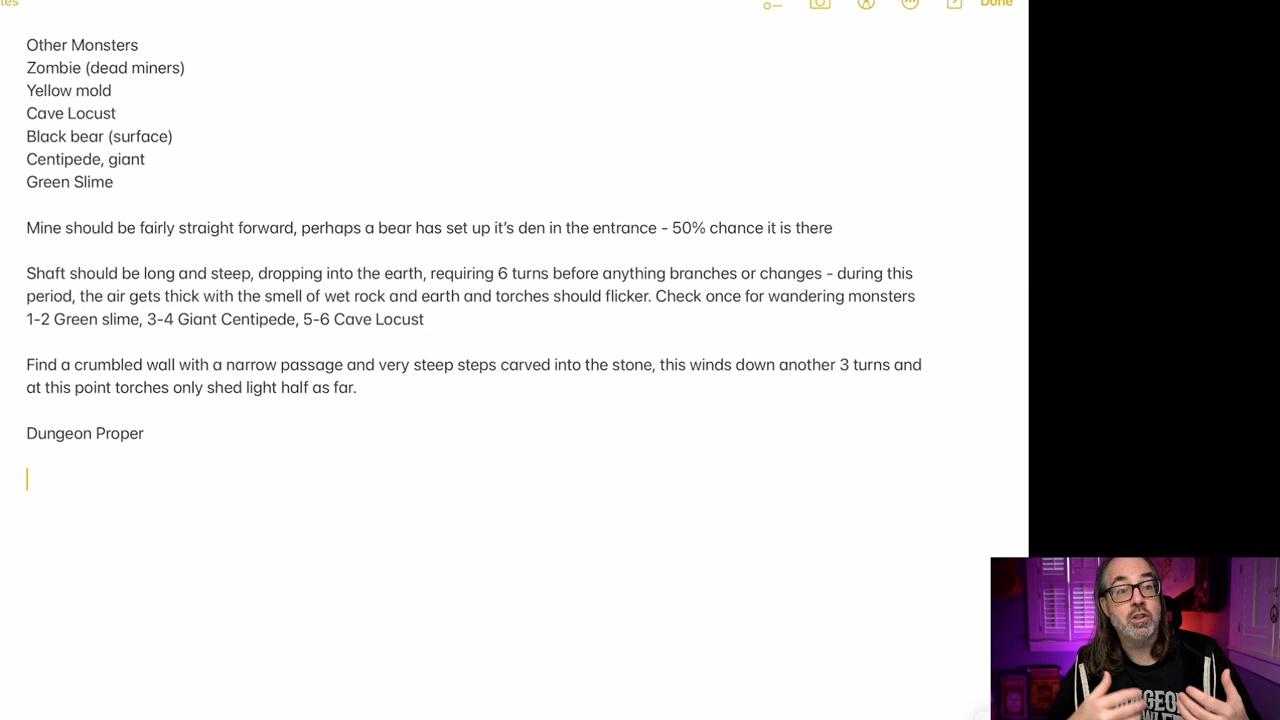 Done
Other Monsters
Zombie (dead miners)
Yellow mold
Cave Locust
Black bear (surface)
Centipede, giant
Green Slime
Mine should be fairly straight forward, perhaps a bear has set up it’s den in the entrance - 50% chance it is there
Shaft should be long and steep, dropping into the earth, requiring 6 turns before anything branches or changes - during this
period, the air gets thick with the smell of wet rock and earth and torches should flicker. Check once for wandering monsters
1-2 Green slime, 3-4 Giant Centipede, 5-6 Cave Locust
Find a crumbled wall with a narrow passage and very steep steps carved into the stone, this winds down another 3 turns and
at this point torches only shed light half as far.
Dungeon Proper